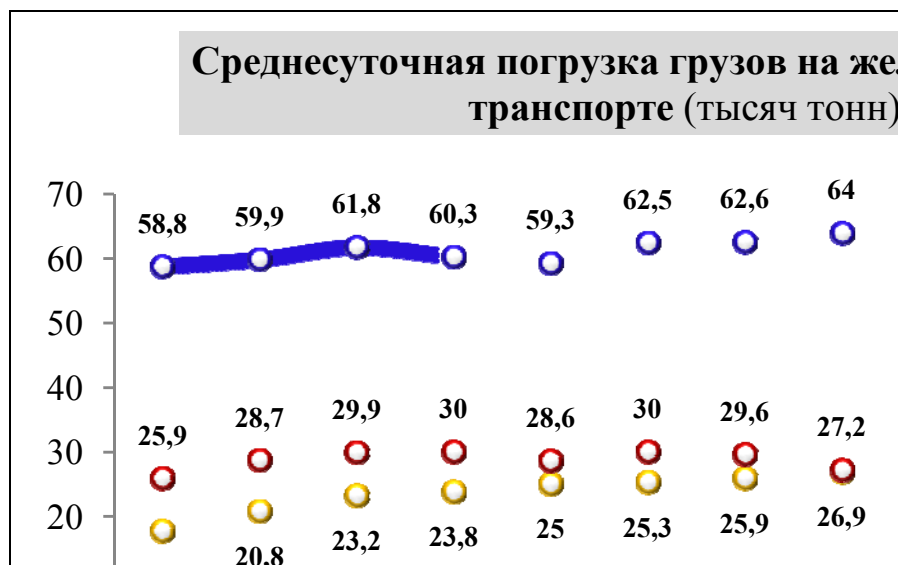 Среднесуточная погрузка грузов на
транспорте (тысяч тонн)
70
58,8 59,9 61,8 60,3 59,3 62,5 62,6 64
60
50
40
25,9 28,7 29,9 30 28,6 30 29,6 27,2
30
20
20,8 23,2 23,8 25 25,3 25,9 26,9